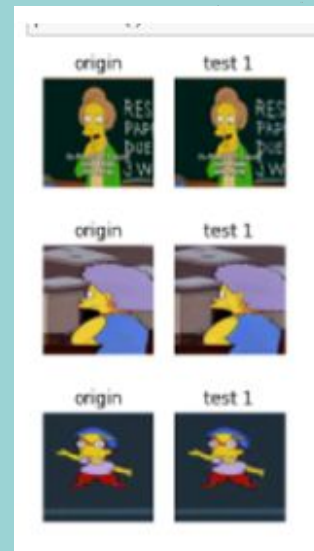 origin test 1
RES RES
PAP PAP
DUE DUE
J.W J.W
origin test 1
origin test 1